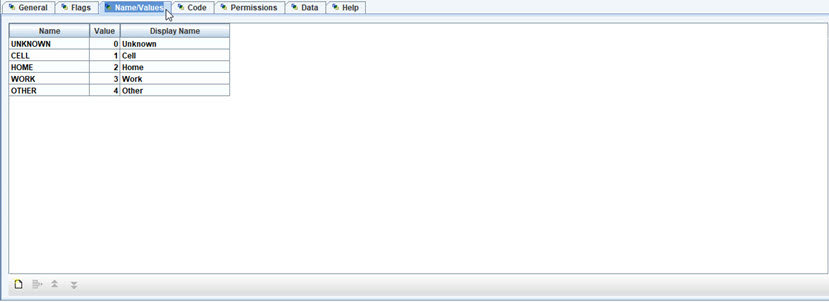 General Flags Name/Values Code Permissions Data Help
Name Value Display Name
UNKNOWN 0 Unknown
CELL 1 Cell
HOME 2 Home
WORK 3 Work
OTHER 4 Other